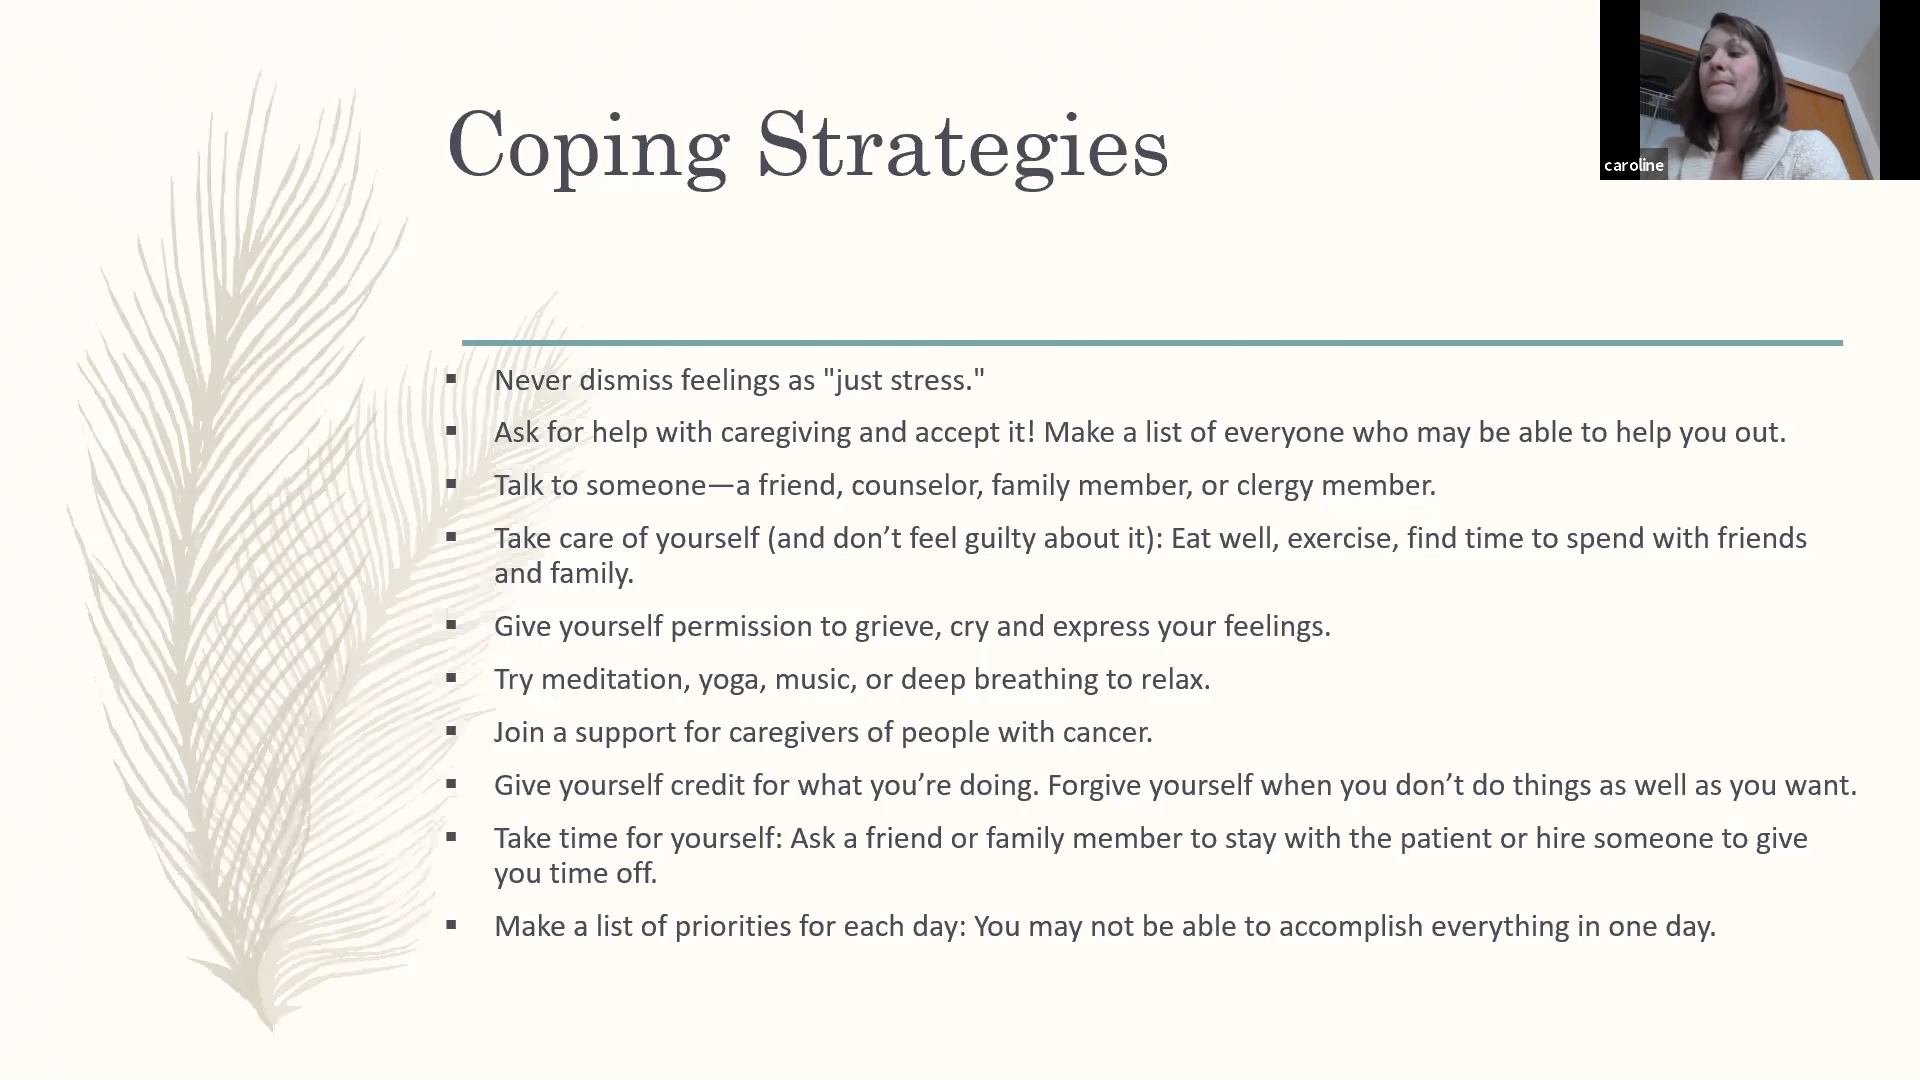 Coping Strategies
caroline
▪ Never dismiss feelings as "just stress."
▪ Ask for help with caregiving and accept it! Make a list of everyone who may be able to help you out.
▪ Talk to someone—a friend, counselor, family member, or clergy member.
▪ Take care of yourself (and don’t feel guilty about it): Eat well, exercise, find time to spend with friends
and family.
▪ Give yourself permission to grieve, cry and express your feelings.
▪ Try meditation, yoga, music, or deep breathing to relax.
▪ Join a support for caregivers of people with cancer.
▪ Give yourself credit for what you’re doing. Forgive yourself when you don’t do things as well as you want.
▪ Take time for yourself: Ask a friend or family member to stay with the patient or hire someone to give
you time off.
▪ Make a list of priorities for each day: You may not be able to accomplish everything in one day.